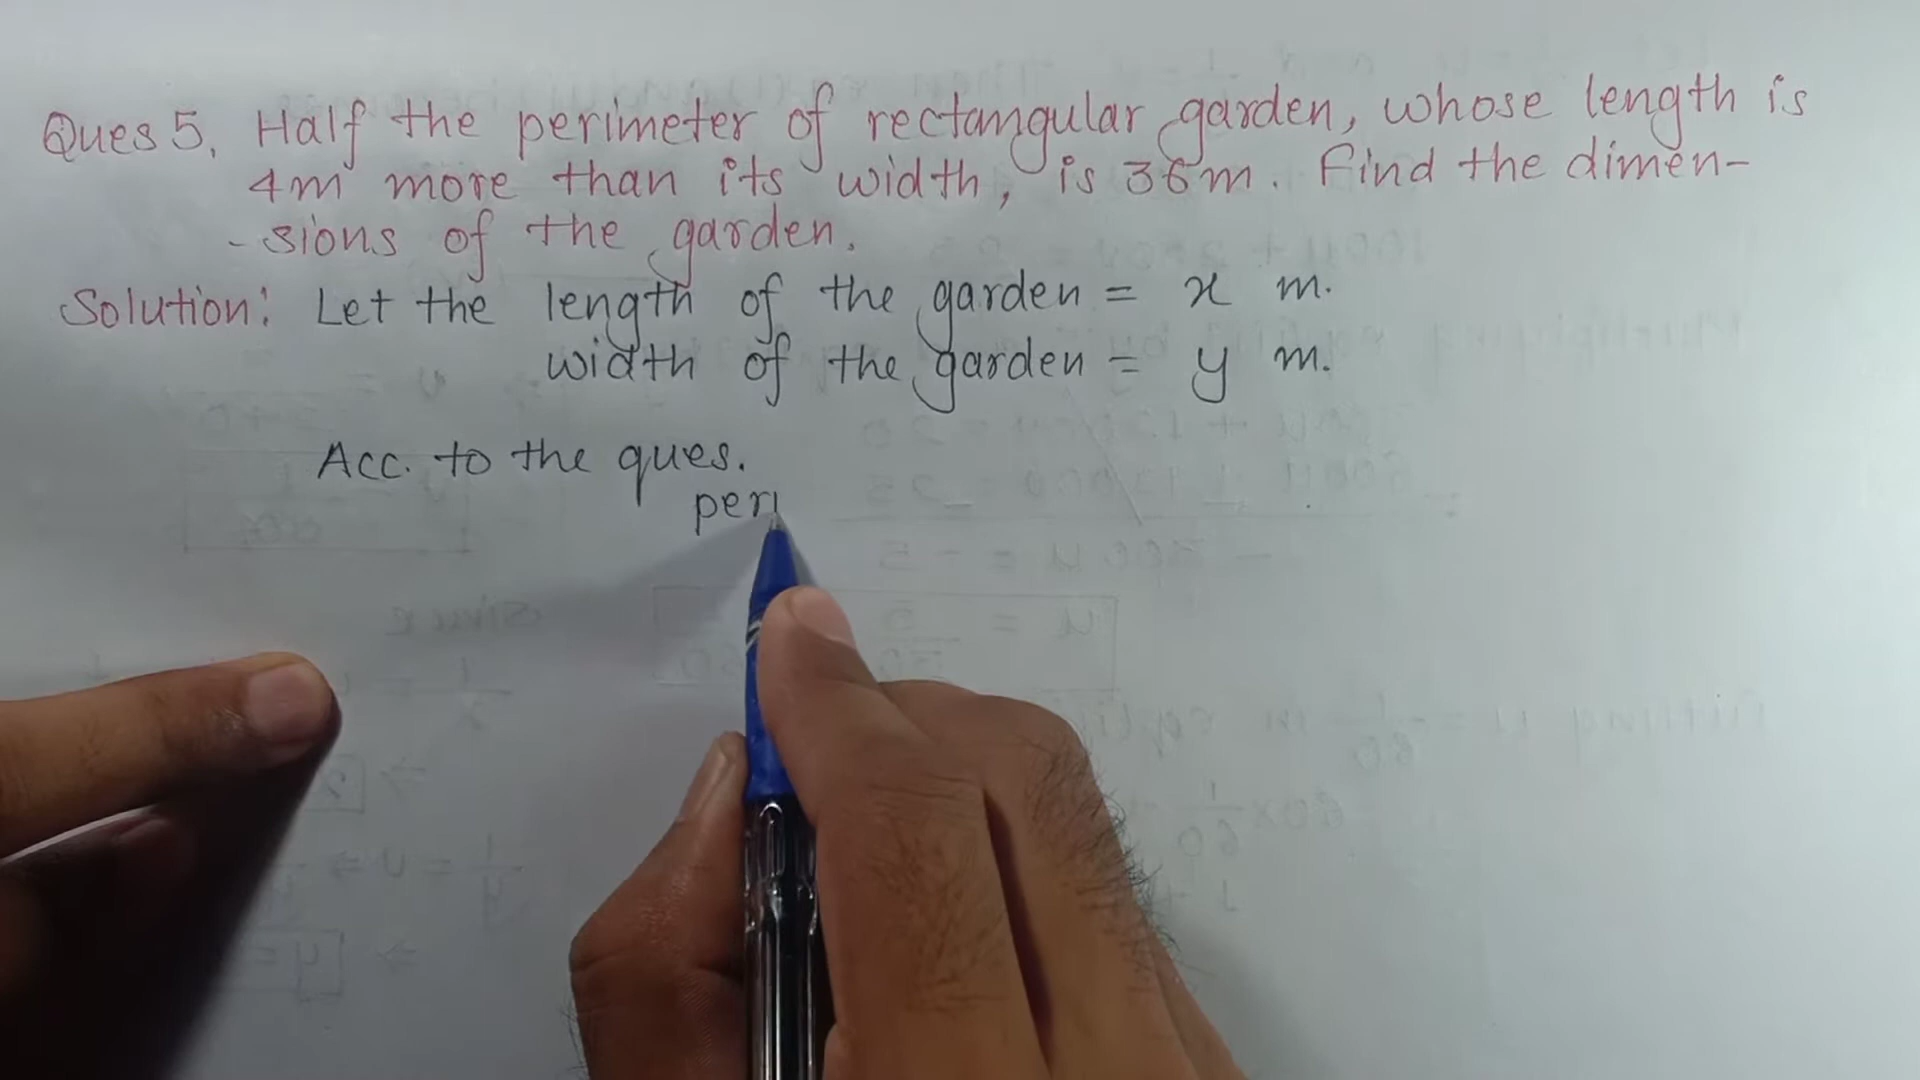 Ques 5. Half the perimeter of rectangular garden, whose length is
4m more than its width, is 36m. Find the dimen-
-sions of the garden.
Solution: Let the length of the garden = x m.
width of the garden = y m.
Acc. to the ques.
peri